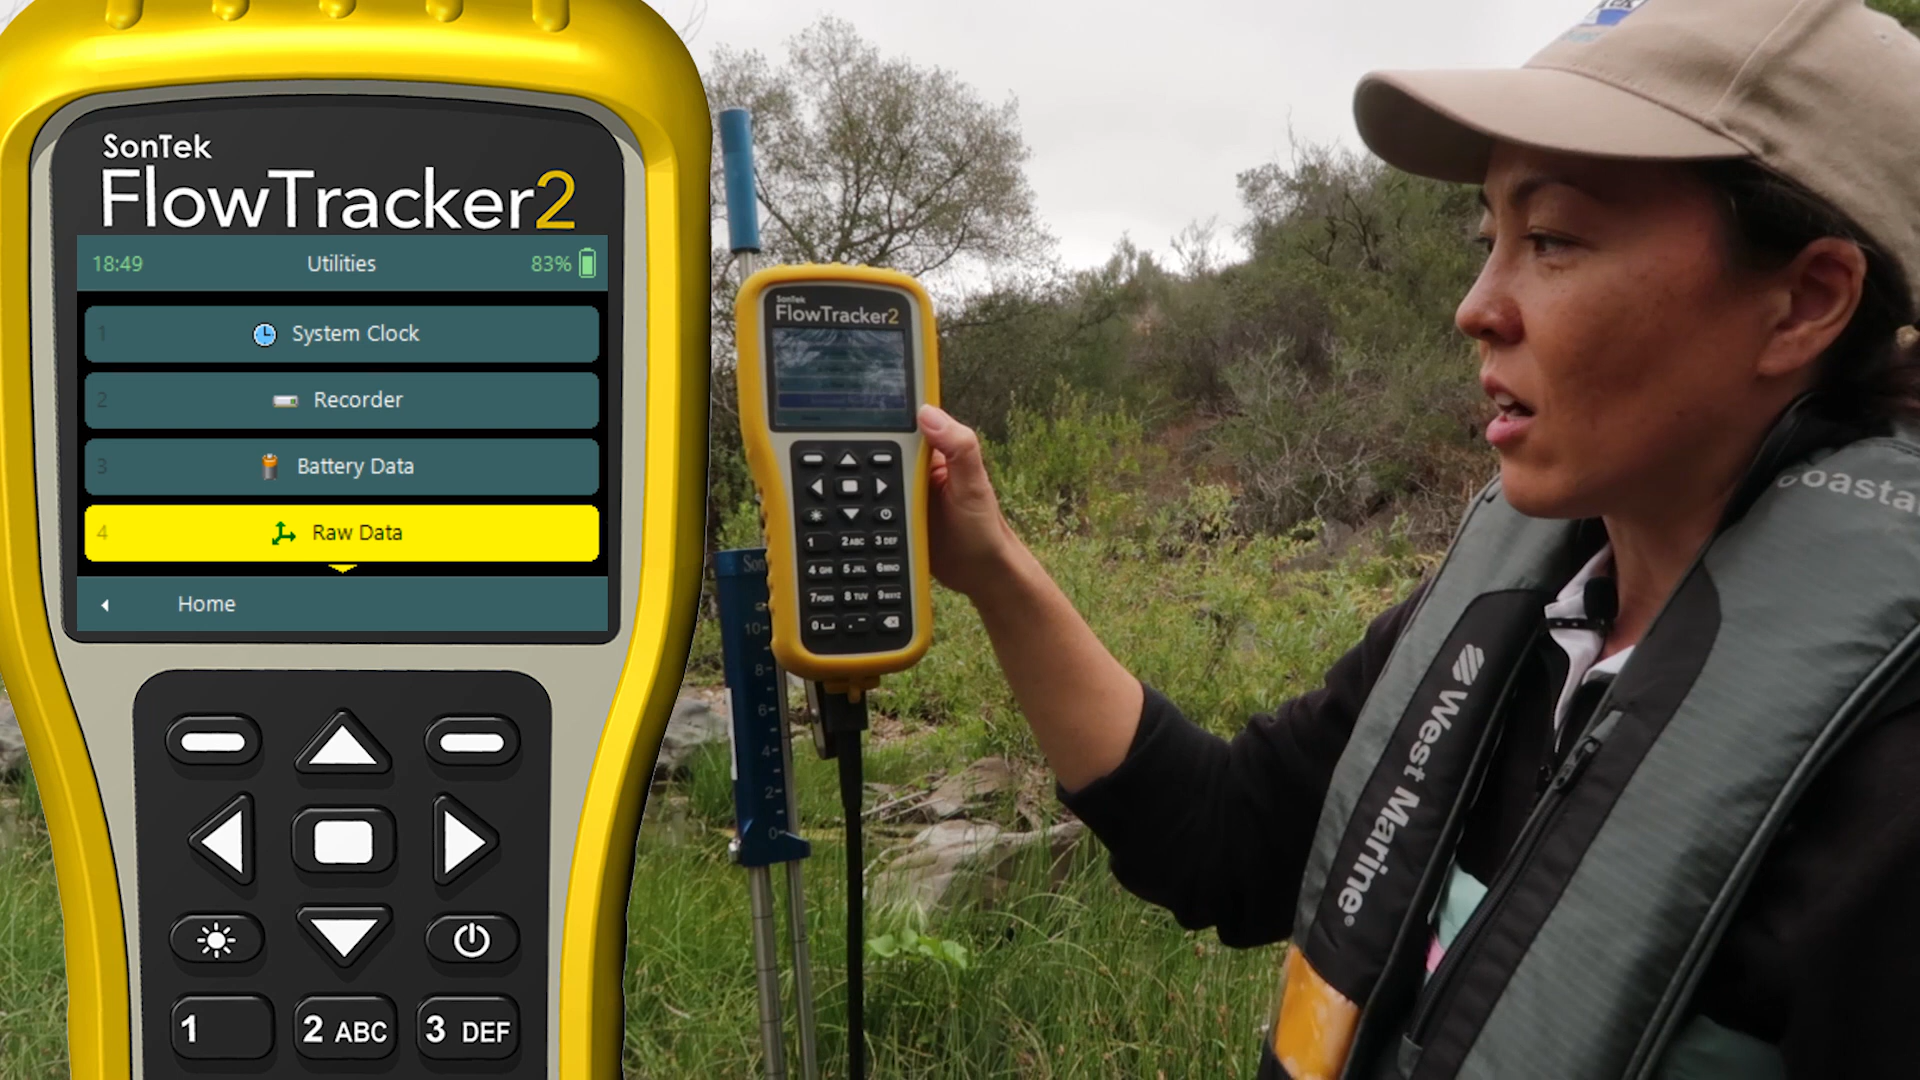 SonTek
FlowTracker2
18:49 Utilities 83%
1 System Clock
2 Recorder
3 Battery Data
4 Raw Data
Home
1 2 ABC 3 DEF
SonTek
FlowTracker2
1 2 ABC 3 DEF
4 GHI 5 JKL 6 MNO
7 PQRS 8 TUV 9 WXYZ
0 . -
Son
10
8
6
4
2
0
West Marine®